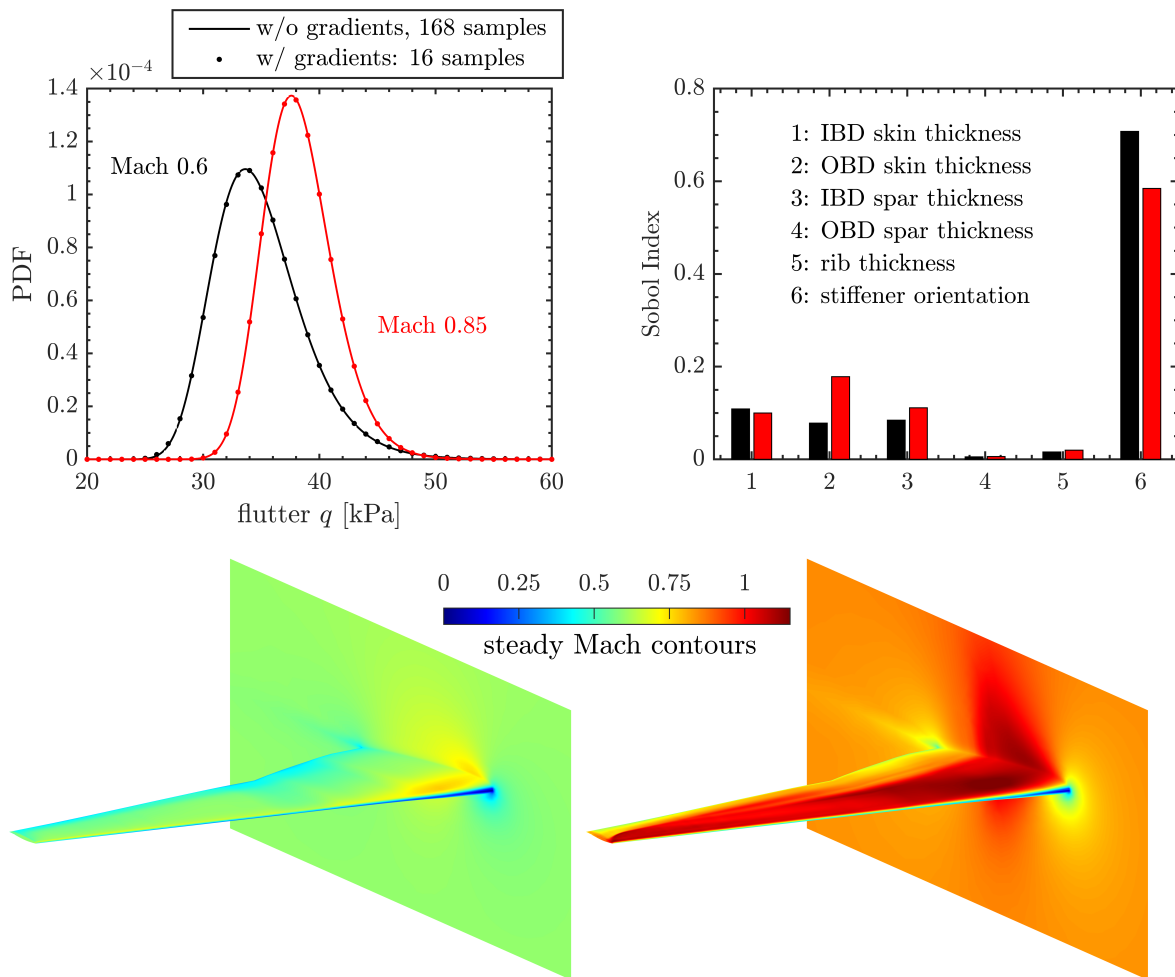 w/o gradients, 168 samples
w/ gradients: 16 samples
×10⁻⁴
1.4
1.2
1
0.8
0.6
0.4
0.2
0
PDF
Mach 0.6
Mach 0.85
20 30 40 50 60
flutter q [kPa]
0.8
0.6
0.4
0.2
0
Sobol Index
1: IBD skin thickness
2: OBD skin thickness
3: IBD spar thickness
4: OBD spar thickness
5: rib thickness
6: stiffener orientation
1 2 3 4 5 6
0 0.25 0.5 0.75 1
steady Mach contours